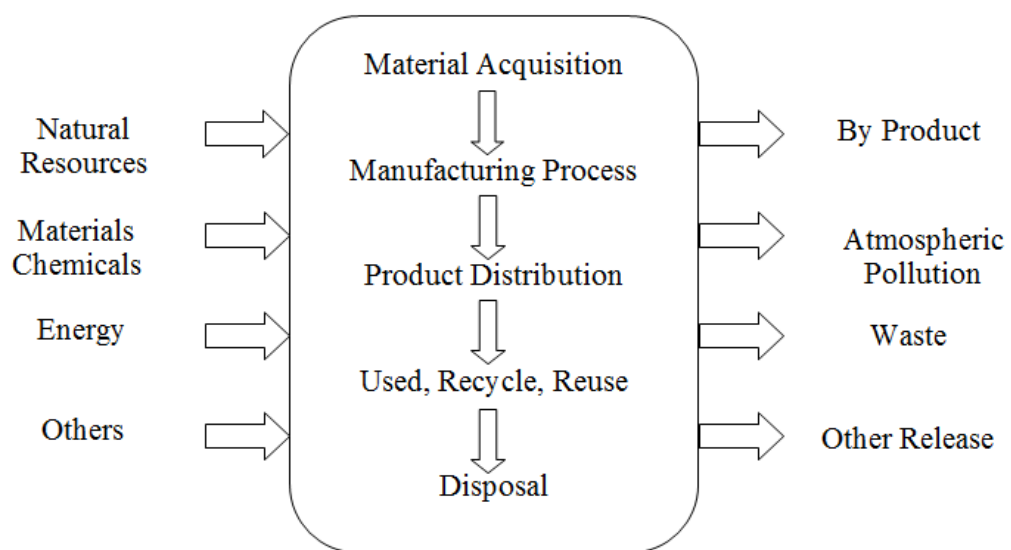 Material Acquisition
Natural
Resources
By Product
Manufacturing Process
Materials
Chemicals
Atmospheric
Pollution
Product Distribution
Energy
Waste
Used, Recycle, Reuse
Others
Other Release
Disposal